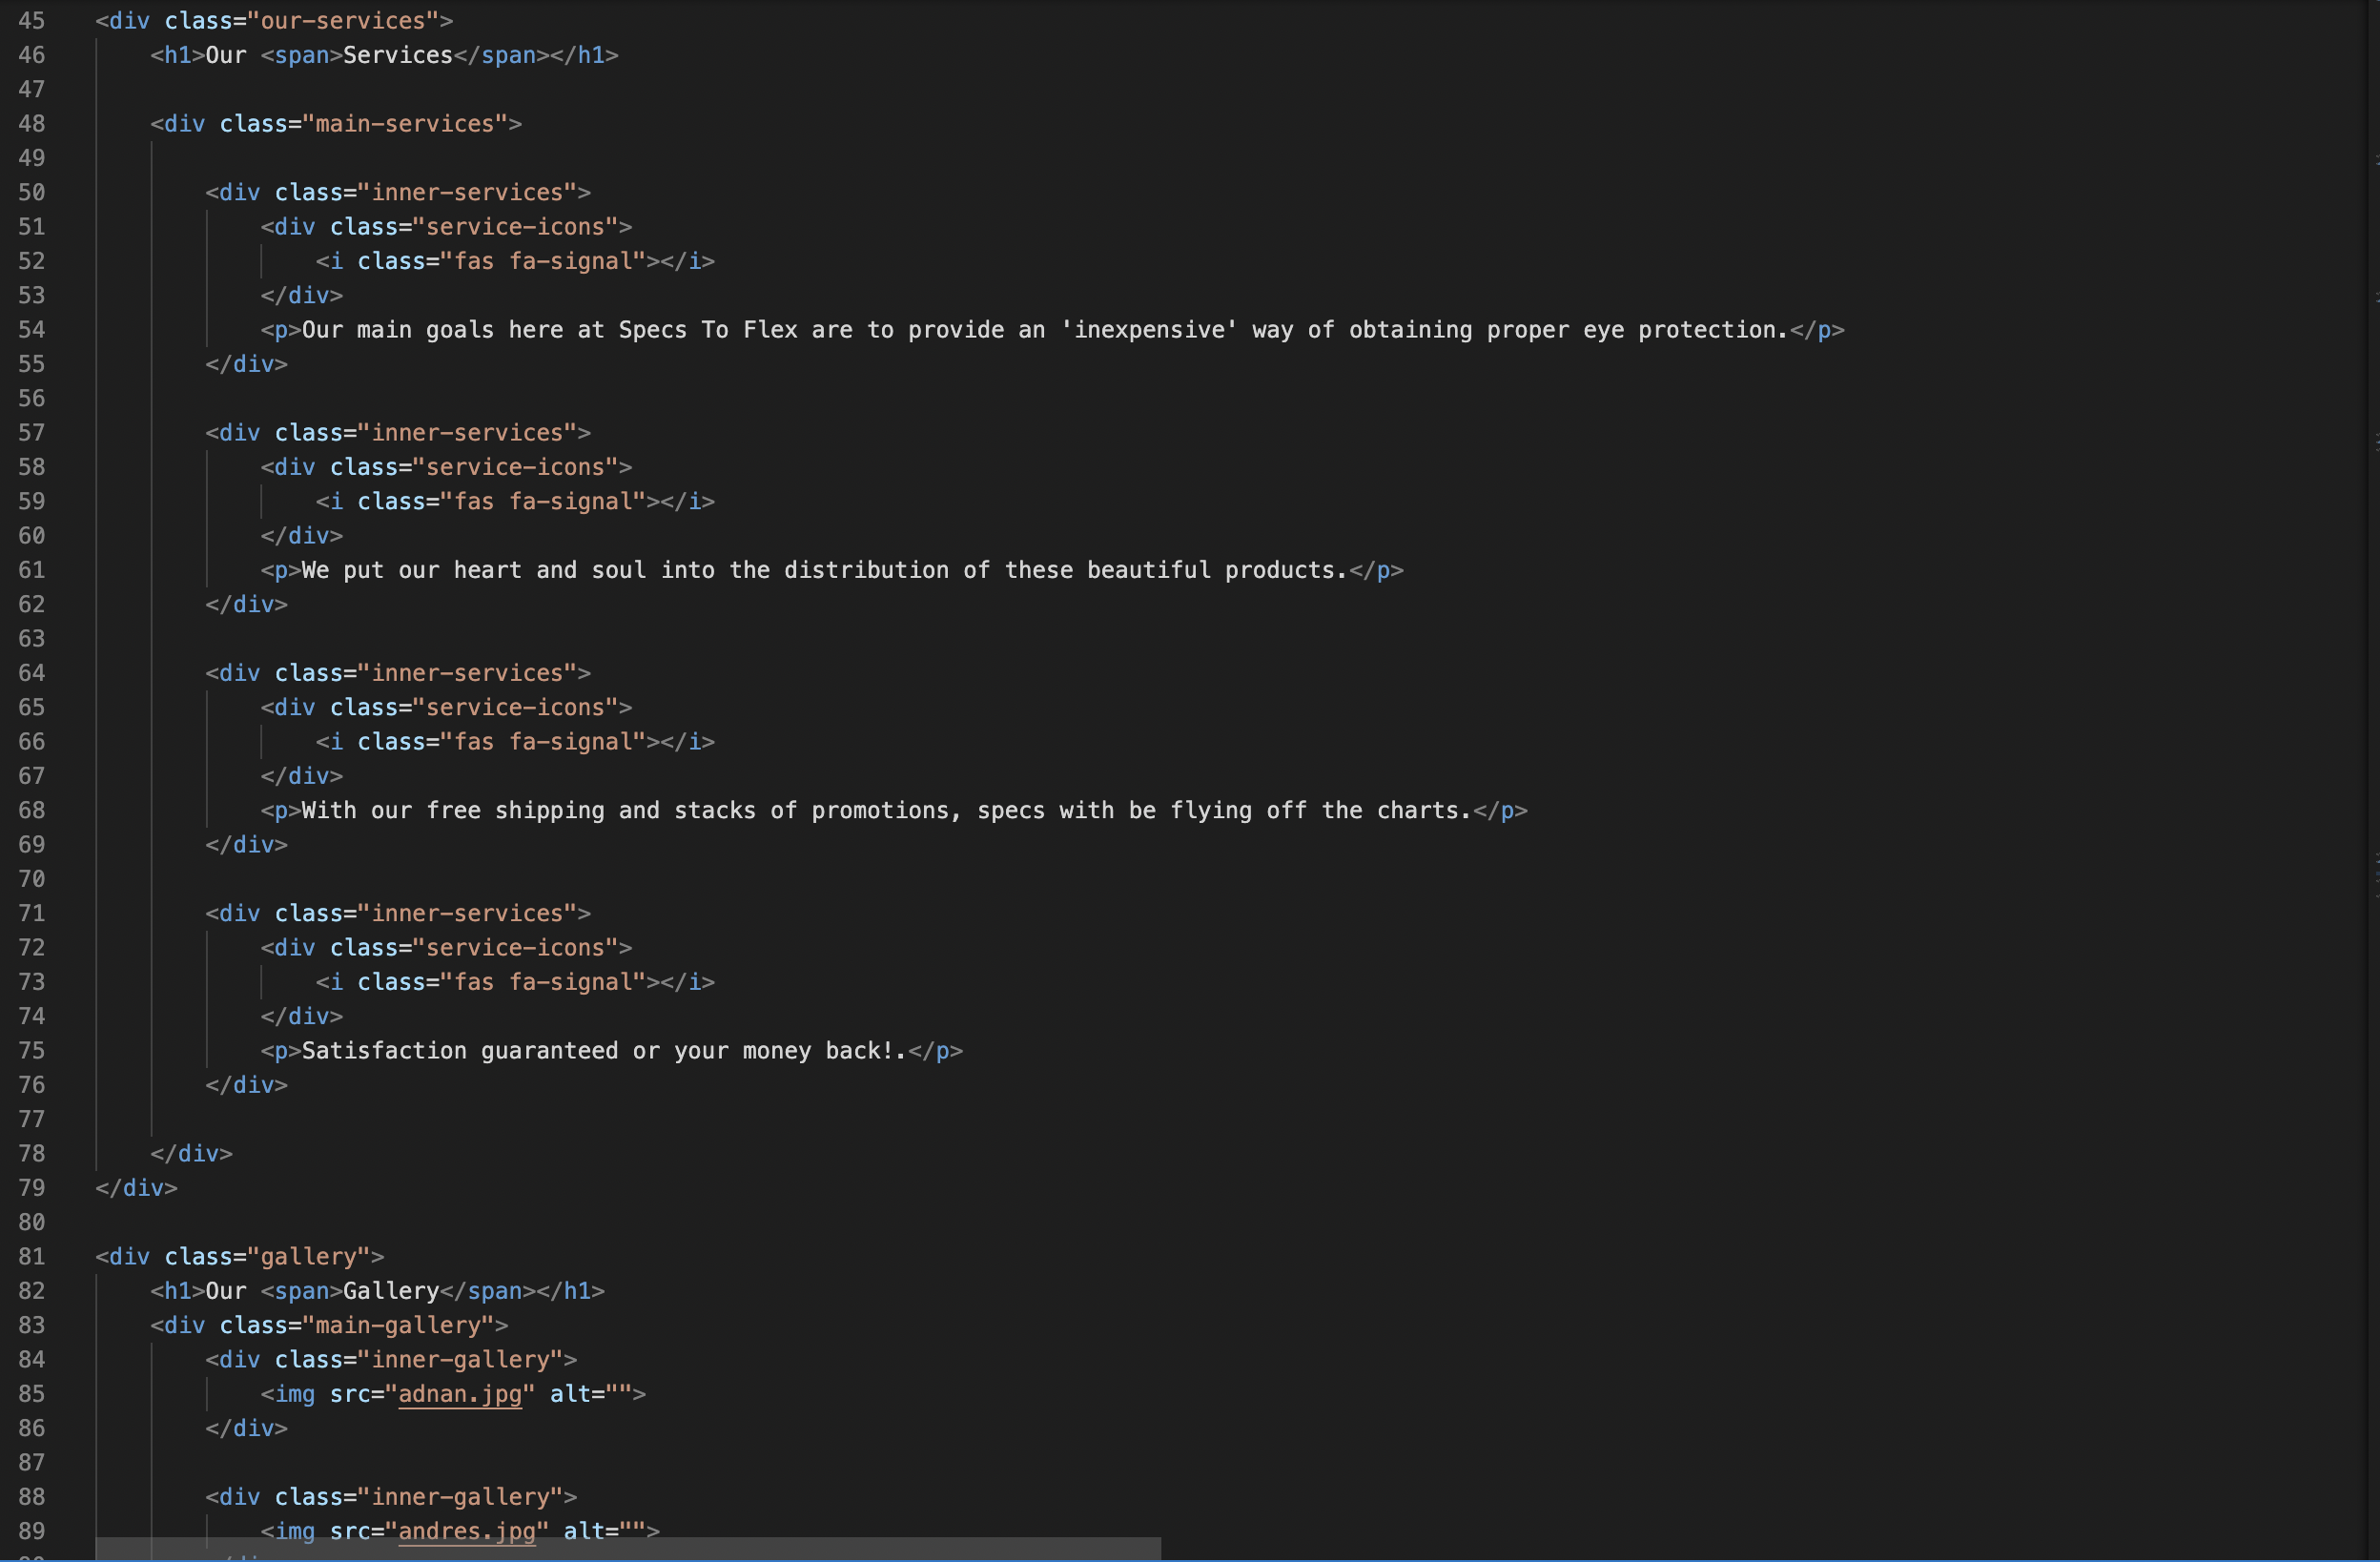 45 <div class="our-services">
46 <h1>Our <span>Services</span></h1>
47
48 <div class="main-services">
49
50 <div class="inner-services">
51 <div class="service-icons">
52 <i class="fas fa-signal"></i>
53 </div>
54 <p>Our main goals here at Specs To Flex are to provide an 'inexpensive' way of obtaining proper eye protection.</p>
55 </div>
56
57 <div class="inner-services">
58 <div class="service-icons">
59 <i class="fas fa-signal"></i>
60 </div>
61 <p>We put our heart and soul into the distribution of these beautiful products.</p>
62 </div>
63
64 <div class="inner-services">
65 <div class="service-icons">
66 <i class="fas fa-signal"></i>
67 </div>
68 <p>With our free shipping and stacks of promotions, specs with be flying off the charts.</p>
69 </div>
70
71 <div class="inner-services">
72 <div class="service-icons">
73 <i class="fas fa-signal"></i>
74 </div>
75 <p>Satisfaction guaranteed or your money back!.</p>
76 </div>
77
78 </div>
79 </div>
80
81 <div class="gallery">
82 <h1>Our <span>Gallery</span></h1>
83 <div class="main-gallery">
84 <div class="inner-gallery">
85 <img src="adnan.jpg" alt="">
86 </div>
87
88 <div class="inner-gallery">
89 <img src="andres.jpg" alt="">